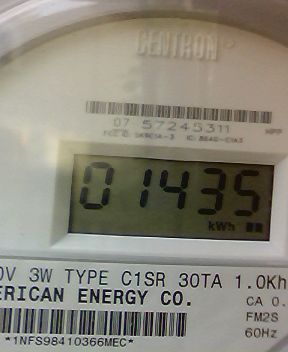 CENTRON®
07 57245311 HPP
01435
kWh
0V 3W TYPE C1SR 30TA 1.0Kh
ERICAN ENERGY CO. CA 0.
FM2S
*1NFS98410366MEC* 60Hz